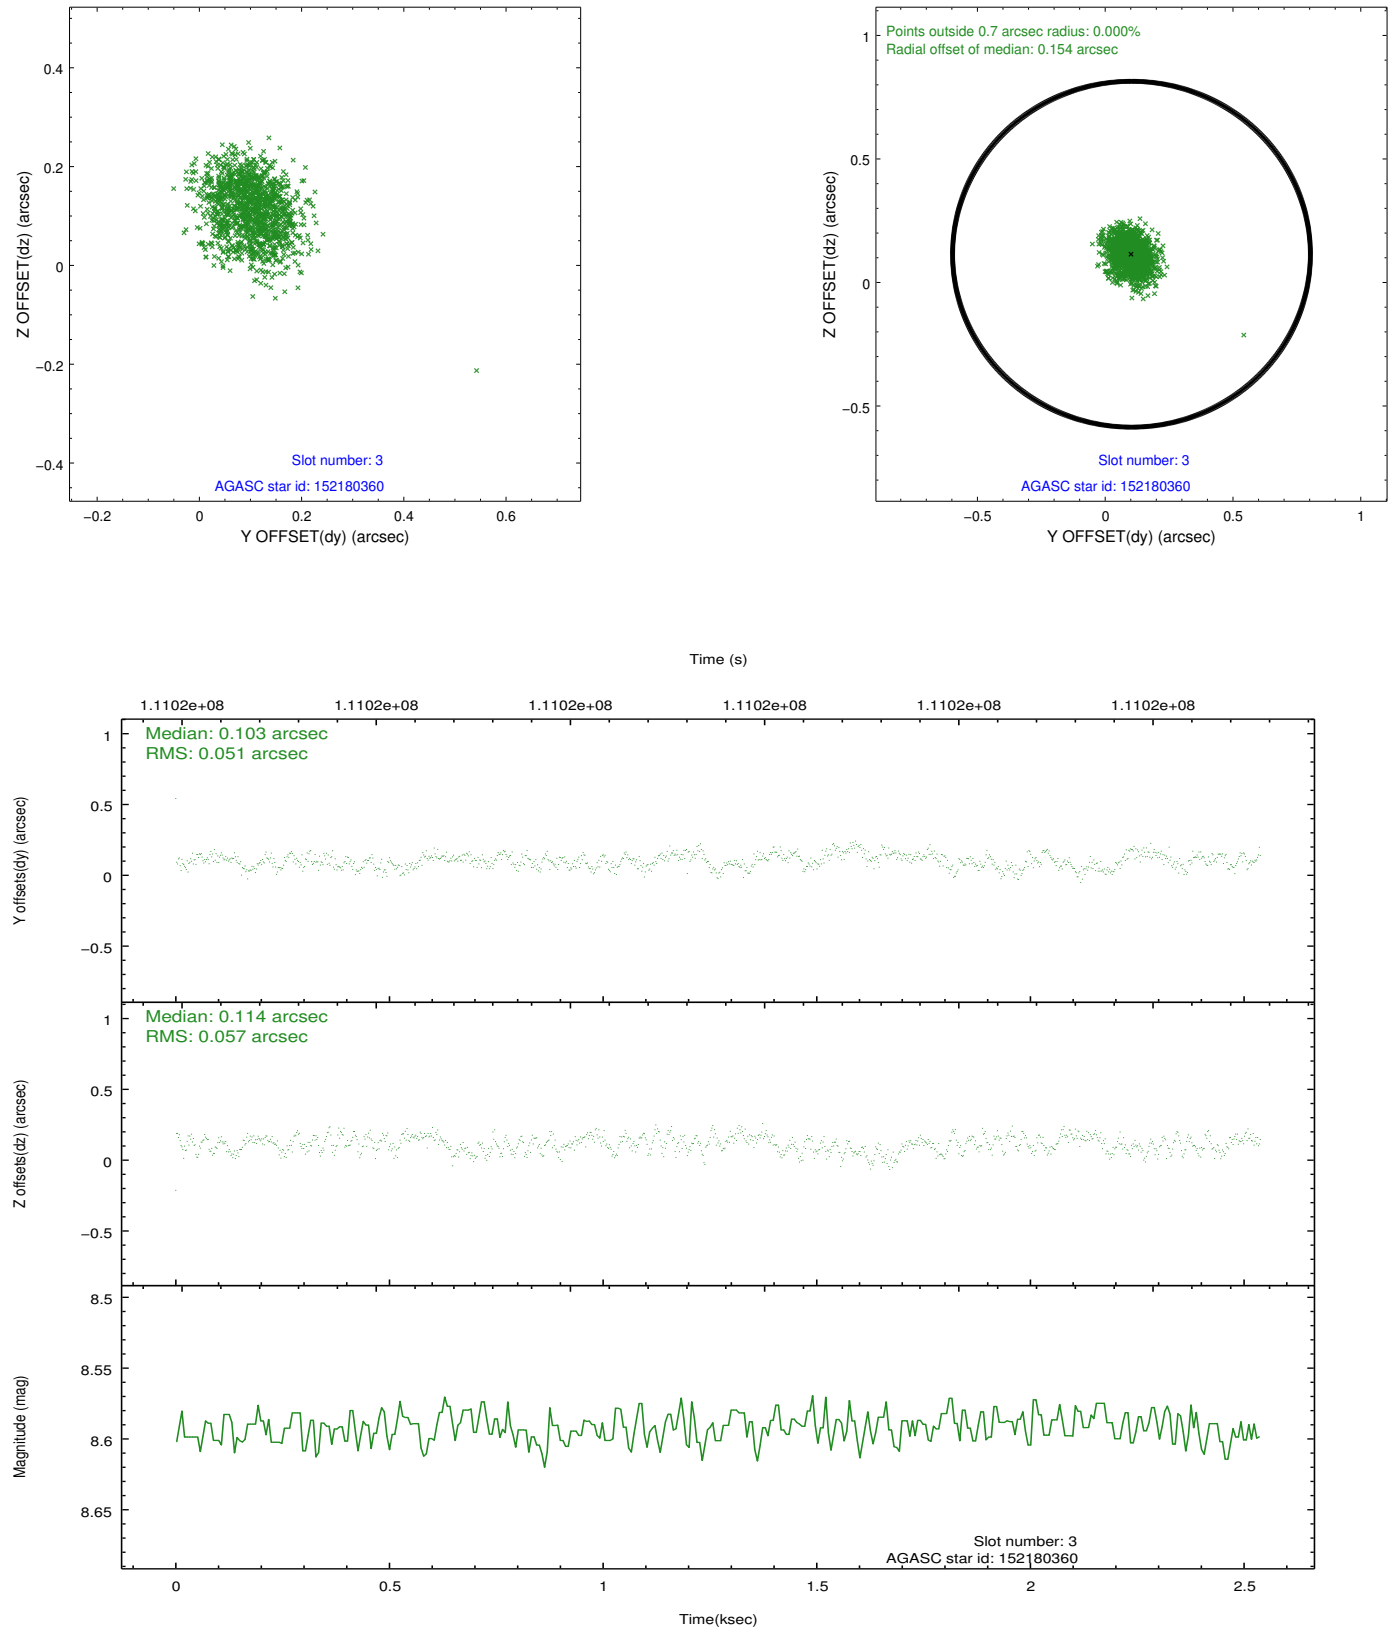 0.4
0.2
0
−0.2
−0.4
Z OFFSET(dz) (arcsec)
Slot number: 3
AGASC star id: 152180360
−0.2
0
0.2
0.4
0.6
Y OFFSET(dy) (arcsec)
Points outside 0.7 arcsec radius: 0.000%
Radial offset of median: 0.154 arcsec
1
0.5
0
−0.5
Z OFFSET(dz) (arcsec)
Slot number: 3
AGASC star id: 152180360
−0.5
0
0.5
1
Y OFFSET(dy) (arcsec)
Time (s)
1.1102e+08
1.1102e+08
1.1102e+08
1.1102e+08
1.1102e+08
1.1102e+08
Median: 0.103 arcsec
RMS: 0.051 arcsec
1
0.5
0
−0.5
Y offsets(dy) (arcsec)
Median: 0.114 arcsec
RMS: 0.057 arcsec
1
0.5
0
−0.5
Z offsets(dz) (arcsec)
8.5
8.55
8.6
8.65
Magnitude (mag)
Slot number: 3
AGASC star id: 152180360
0
0.5
1
1.5
2
2.5
Time(ksec)